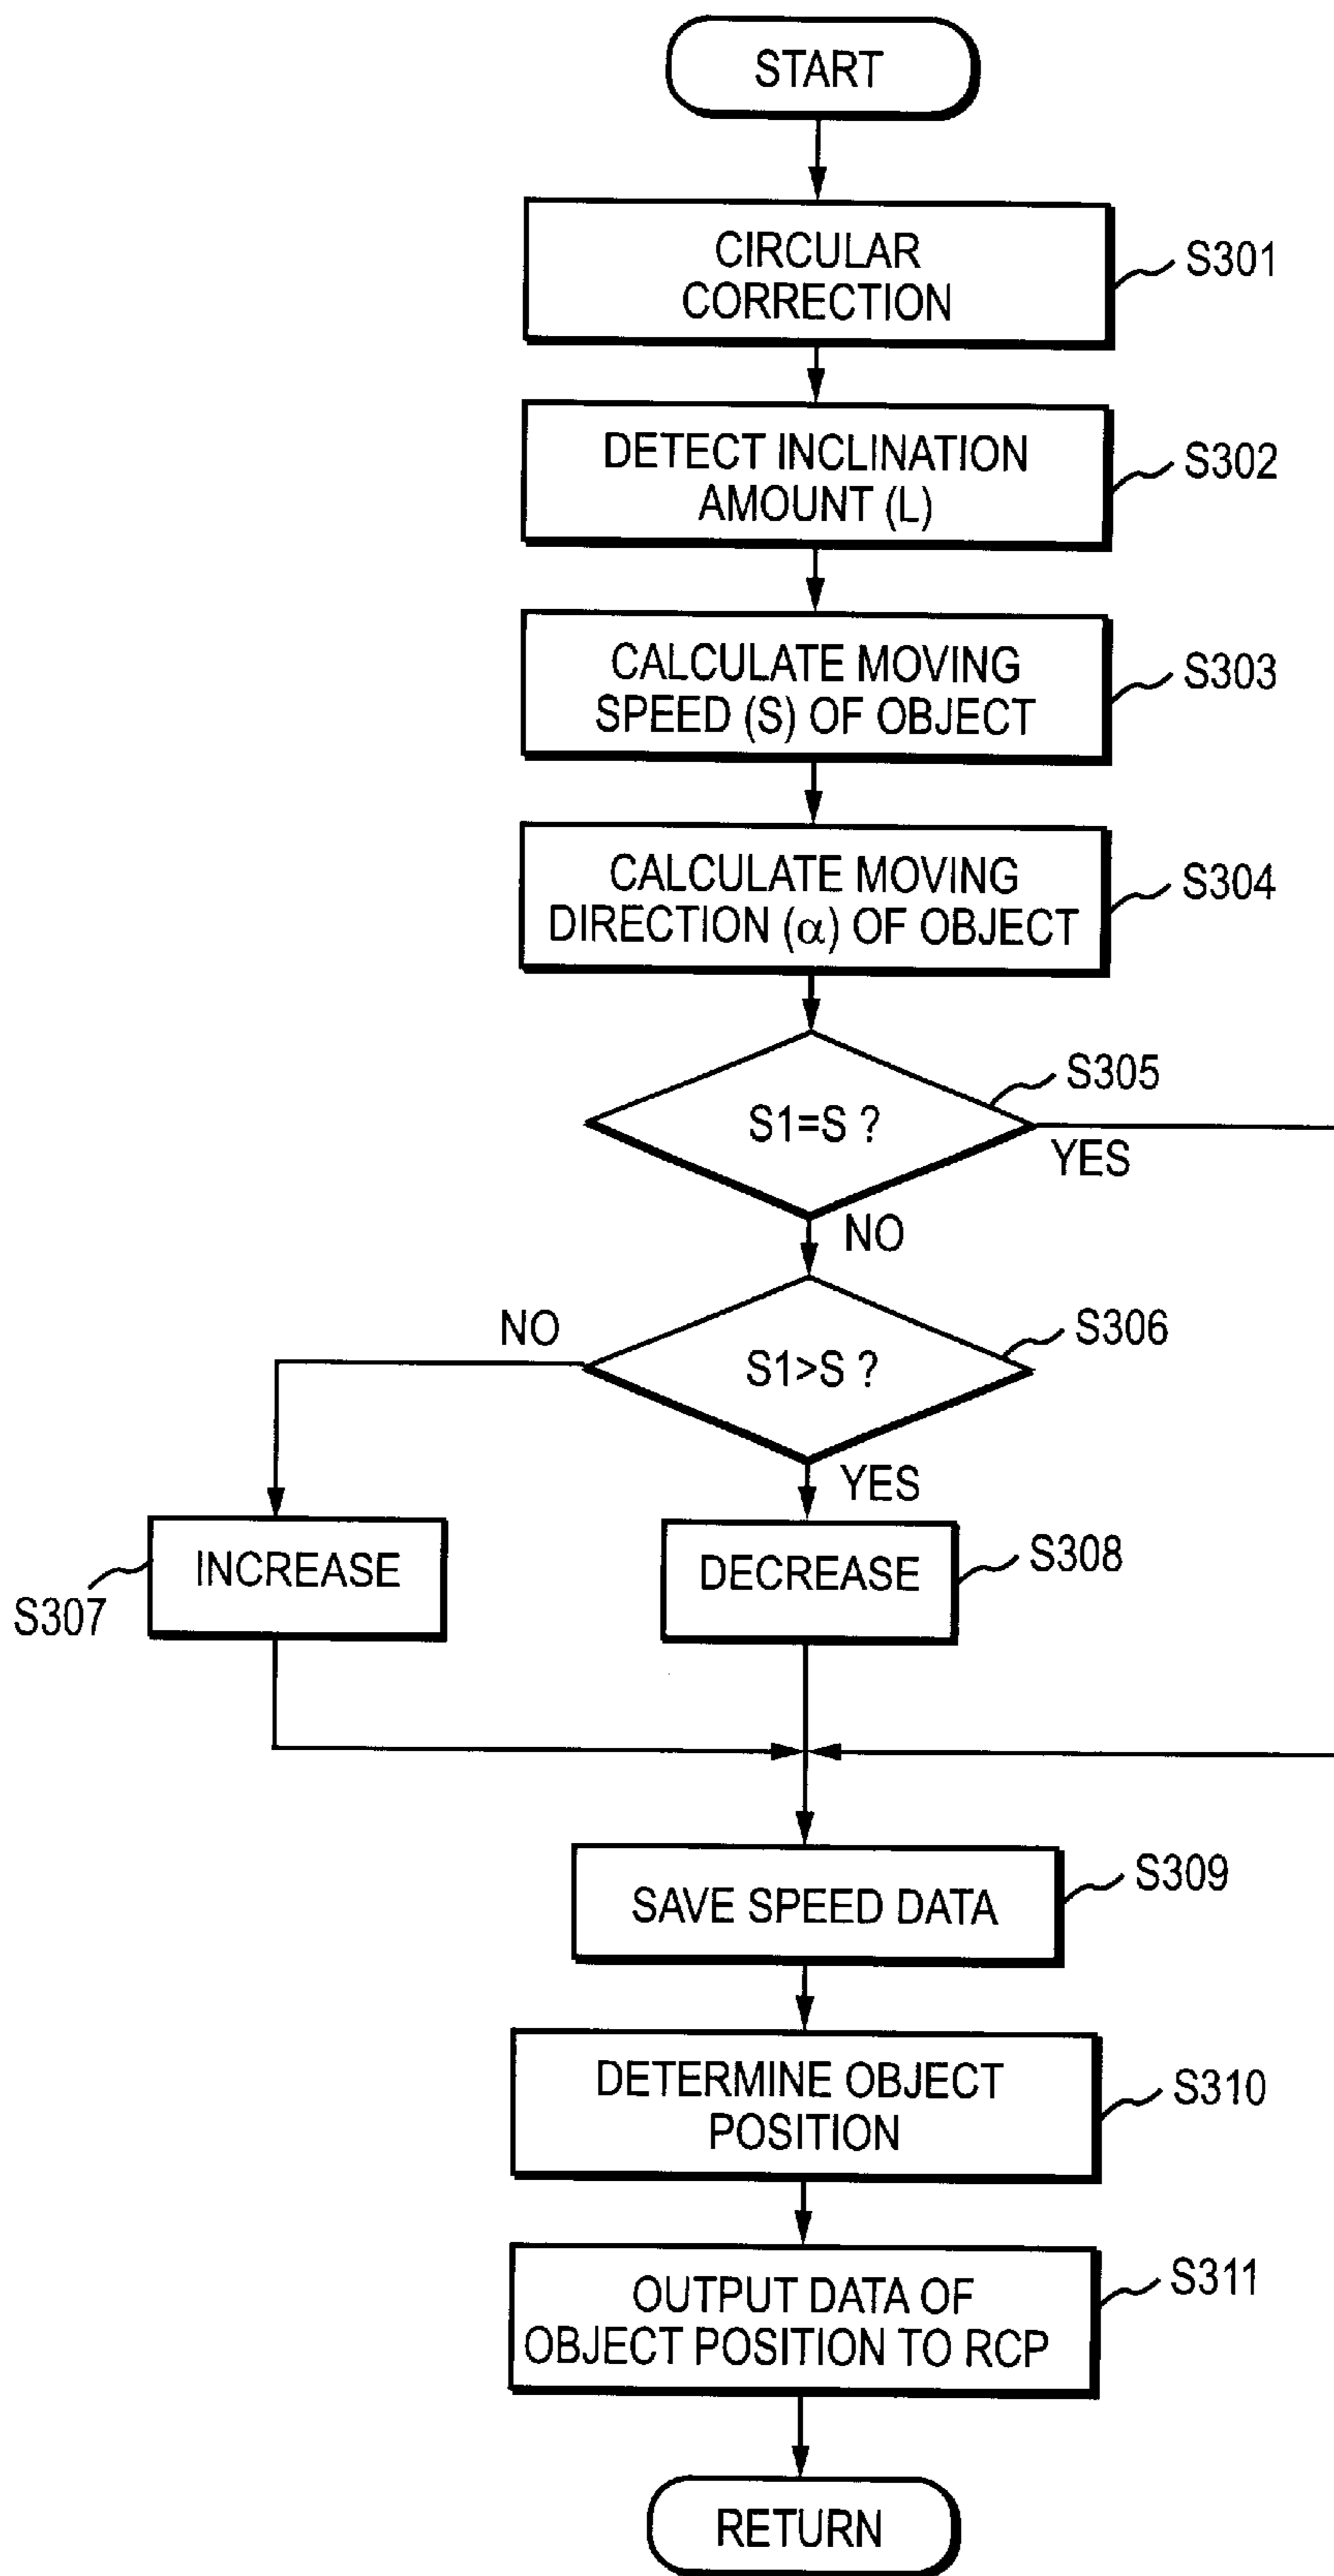 START
CIRCULAR
CORRECTION
S301
DETECT INCLINATION
AMOUNT (L)
S302
CALCULATE MOVING
SPEED (S) OF OBJECT
S303
CALCULATE MOVING
DIRECTION (α) OF OBJECT
S304
S1=S ?
S305
YES
NO
S1>S ?
S306
NO
YES
INCREASE
S307
DECREASE
S308
SAVE SPEED DATA
S309
DETERMINE OBJECT
POSITION
S310
OUTPUT DATA OF
OBJECT POSITION TO RCP
S311
RETURN